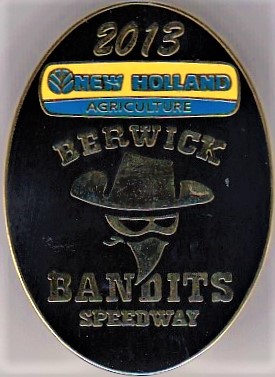 2013
NEW HOLLAND
AGRICULTURE
BERWICK
BANDITS
SPEEDWAY